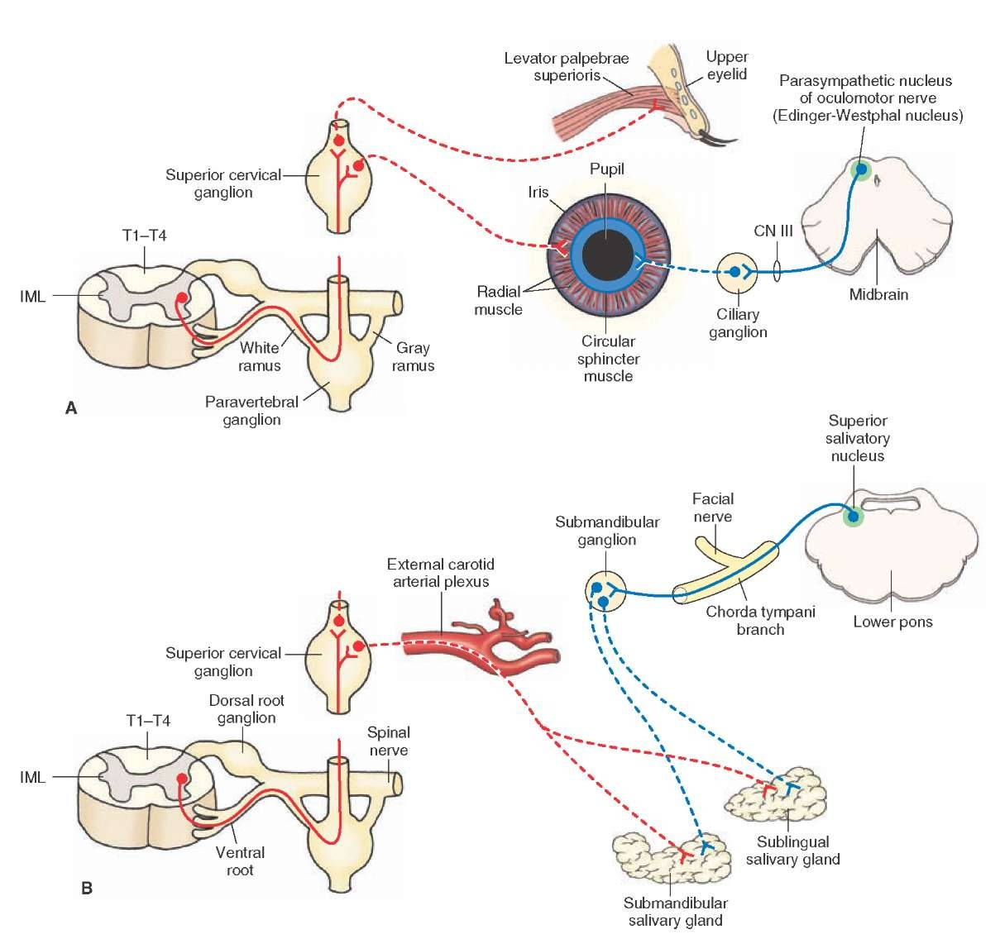 Levator palpebrae
superioris
Upper
eyelid
Parasympathetic nucleus
of oculomotor nerve
(Edinger-Westphal nucleus)
Superior cervical
ganglion
Pupil
Iris
T1–T4
CN III
IML
Radial
muscle
Midbrain
Ciliary
ganglion
White
ramus
Gray
ramus
Circular
sphincter
muscle
Paravertebral
ganglion
A
Superior
salivatory
nucleus
Facial
nerve
Submandibular
ganglion
External carotid
arterial plexus
Chorda tympani
branch
Lower pons
Superior cervical
ganglion
Dorsal root
ganglion
T1–T4
Spinal
nerve
IML
Ventral
root
Sublingual
salivary gland
B
Submandibular
salivary gland